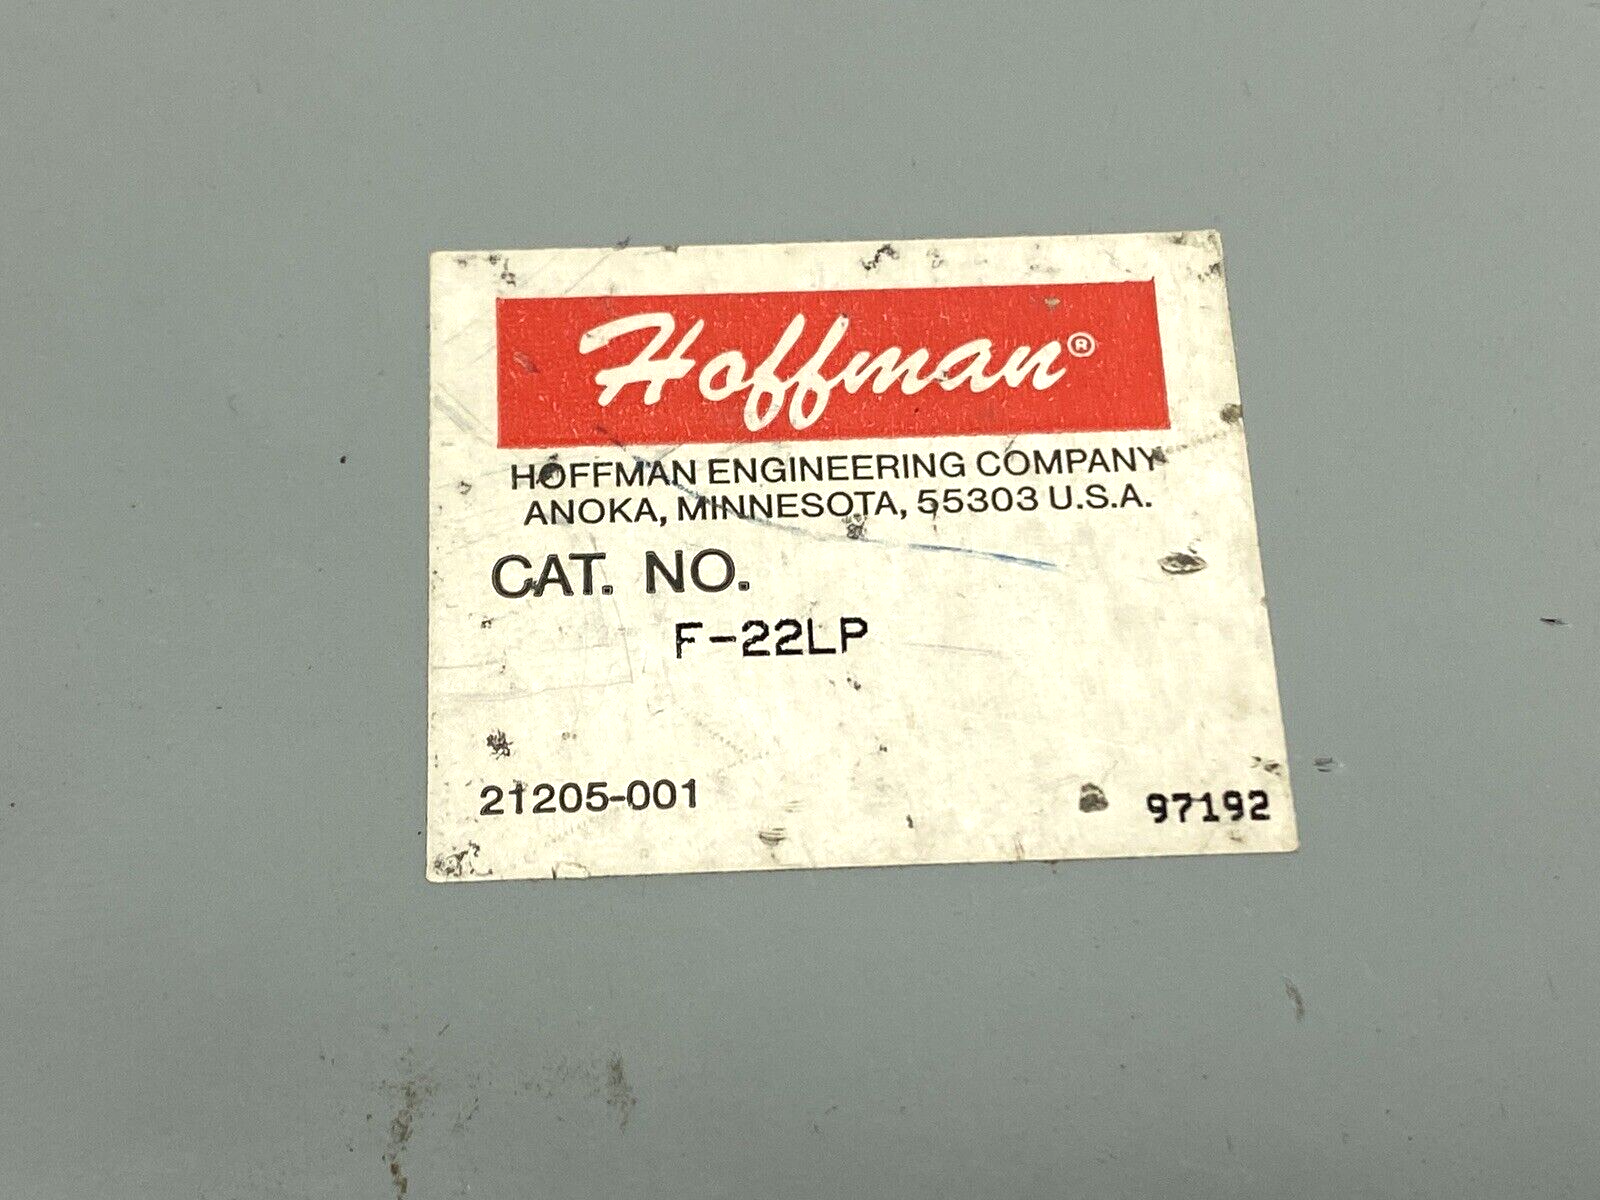 Hoffman®
HOFFMAN ENGINEERING COMPANY
ANOKA, MINNESOTA, 55303 U.S.A.
CAT. NO.
F-22LP
21205-001 97192